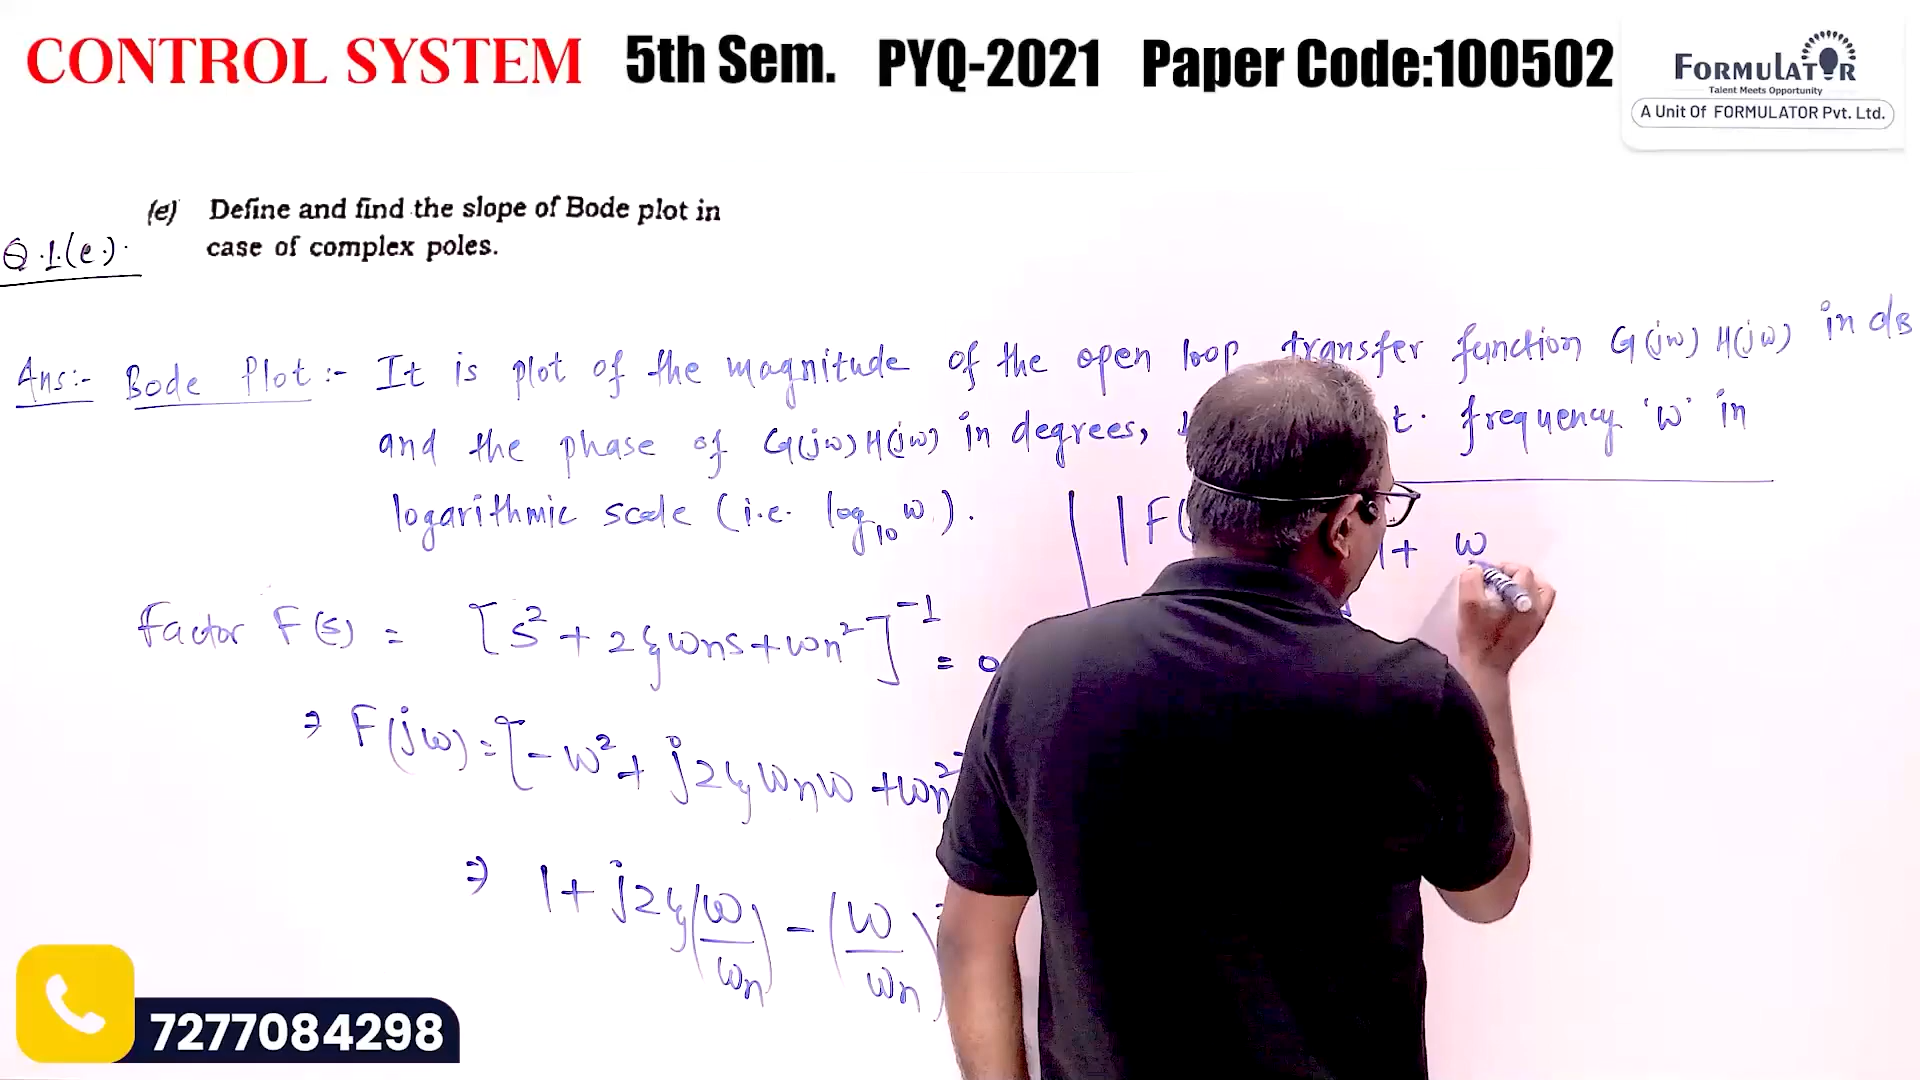 CONTROL SYSTEM 5th Sem. PYQ-2021 Paper Code:100502
FORMULATOR
Talent Meets Opportunity
A Unit Of FORMULATOR Pvt. Ltd.
(e) Define and find the slope of Bode plot in
case of complex poles.
Q.1.(e).
Ans:- Bode Plot:- It is plot of the magnitude of the open loop transfer function G(jω) H(jω) in dB
and the phase of G(jω)H(jω) in degrees, t. frequency 'ω' in
logarithmic scale (i.e. log₁₀ ω).
|F( 1+ ω
factor F(s) = [s²+2ξωns+ωn²]⁻¹ = 0
⇒ F(jω)=[-ω²+j2ξωnω+ωn²
⇒ 1+j2ξ(ω/ωn) - (ω/ωn)
7277084298